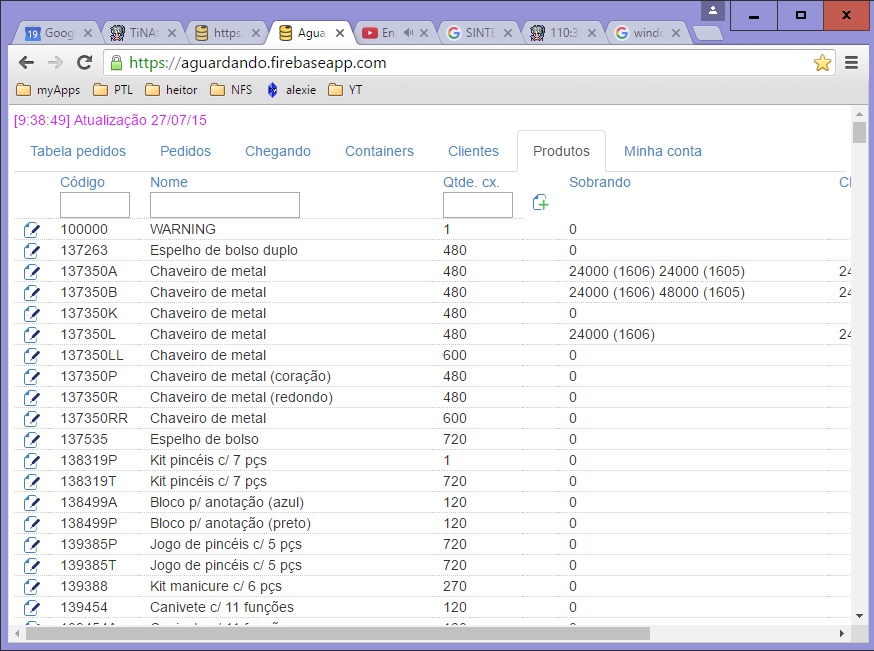 19 Goog TiNA https: Agua En SINTE 110:3 wind
https://aguardando.firebaseapp.com
myApps PTL heitor NFS alexie YT
[9:38:49] Atualização 27/07/15
Tabela pedidos Pedidos Chegando Containers Clientes Produtos Minha conta
Código Nome Qtde. cx. Sobrando
100000 WARNING 1 0
137263 Espelho de bolso duplo 480 0
137350A Chaveiro de metal 480 24000 (1606) 24000 (1605) 24
137350B Chaveiro de metal 480 24000 (1606) 48000 (1605) 24
137350K Chaveiro de metal 480 0
137350L Chaveiro de metal 480 24000 (1606) 24
137350LL Chaveiro de metal 600 0
137350P Chaveiro de metal (coração) 480 0
137350R Chaveiro de metal (redondo) 480 0
137350RR Chaveiro de metal 600 0
137535 Espelho de bolso 720 0
138319P Kit pincéis c/ 7 pçs 1 0
138319T Kit pincéis c/ 7 pçs 720 0
138499A Bloco p/ anotação (azul) 120 0
138499P Bloco p/ anotação (preto) 120 0
139385P Jogo de pincéis c/ 5 pçs 720 0
139385T Jogo de pincéis c/ 5 pçs 720 0
139388 Kit manicure c/ 6 pçs 270 0
139454 Canivete c/ 11 funções 120 0